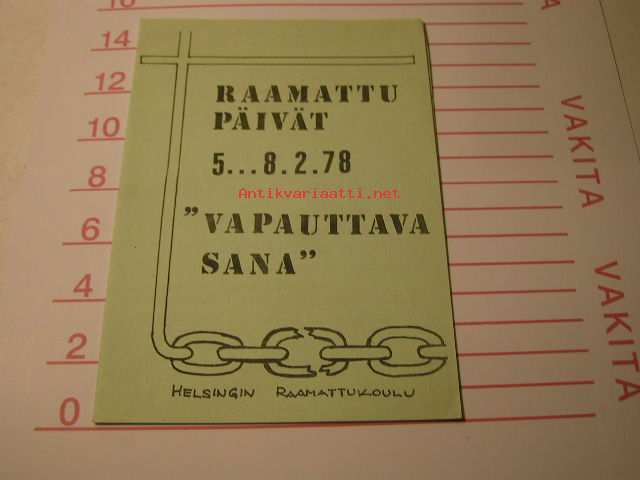 RAAMATTU
PÄIVÄT
5...8.2.78
Antikvariaatti.net
”VAPAUTTAVA
SANA”
HELSINGIN RAAMATTUKOULU
16
14
12
10
8
6
4
2
0
VAKITA
VAKITA